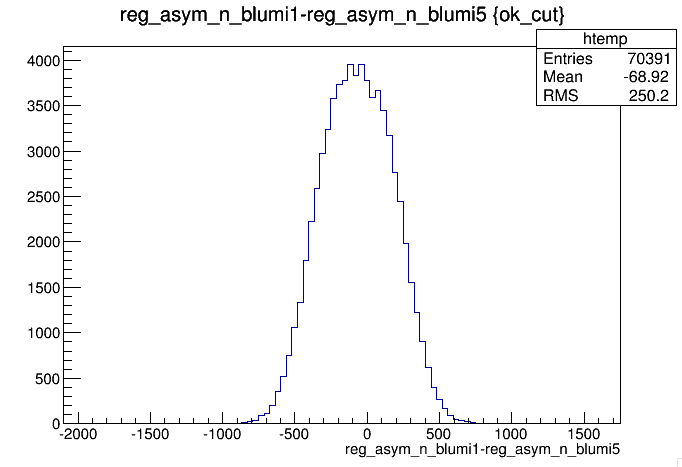 reg_asym_n_blumi1-reg_asym_n_blumi5 {ok_cut}
htemp
Entries 70391
Mean -68.92
RMS 250.2
4000
3500
3000
2500
2000
1500
1000
500
0
-2000 -1500 -1000 -500 0 500 1000 1500
reg_asym_n_blumi1-reg_asym_n_blumi5